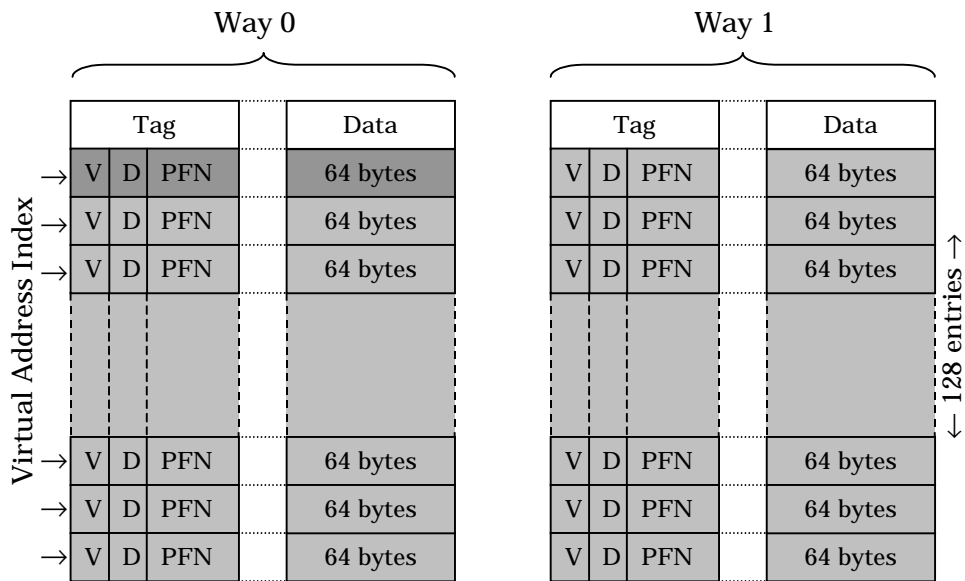 Way 0 Way 1
Tag Data Tag Data
→ V D PFN 64 bytes V D PFN 64 bytes
→ V D PFN 64 bytes V D PFN 64 bytes
→ V D PFN 64 bytes V D PFN 64 bytes
Virtual Address Index
← 128 entries →
→ V D PFN 64 bytes V D PFN 64 bytes
→ V D PFN 64 bytes V D PFN 64 bytes
→ V D PFN 64 bytes V D PFN 64 bytes